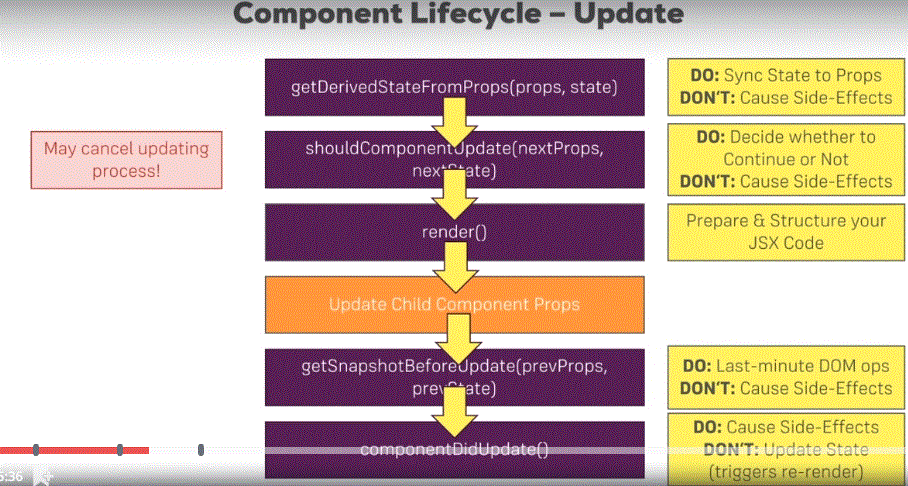 Component Lifecycle – Update
getDerivedStateFromProps(props, state)
DO: Sync State to Props
DON'T: Cause Side-Effects
May cancel updating
process!
shouldComponentUpdate(nextProps,
nextState)
DO: Decide whether to
Continue or Not
DON'T: Cause Side-Effects
render()
Prepare & Structure your
JSX Code
Update Child Component Props
getSnapshotBeforeUpdate(prevProps,
prevState)
DO: Last-minute DOM ops
DON'T: Cause Side-Effects
componentDidUpdate()
DO: Cause Side-Effects
DON'T: Update State
(triggers re-render)
5:36